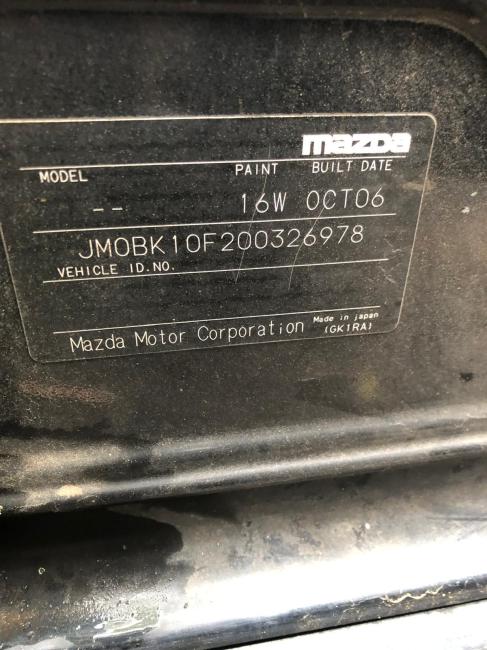 mazda
MODEL PAINT BUILT DATE
-- 16W OCT06
JM0BK10F200326978
VEHICLE ID.NO.
Mazda Motor Corporation Made in japan
(GK1RA)